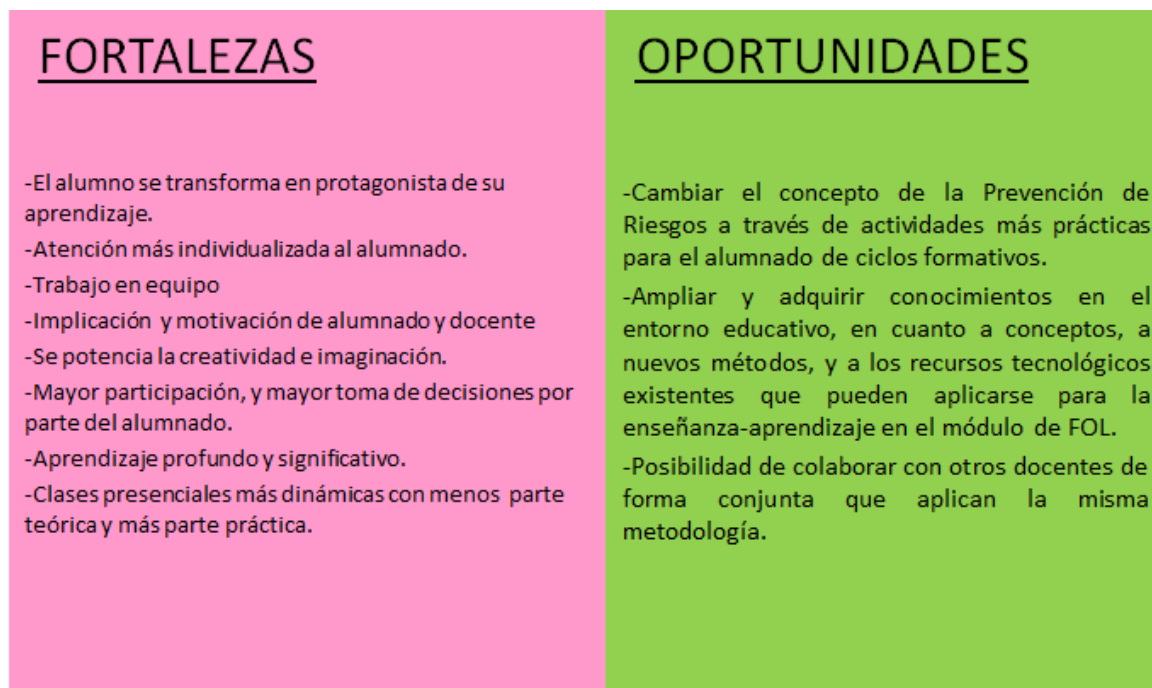 FORTALEZAS
-El alumno se transforma en protagonista de su
aprendizaje.
-Atención más individualizada al alumnado.
-Trabajo en equipo
-Implicación y motivación de alumnado y docente
-Se potencia la creatividad e imaginación.
-Mayor participación, y mayor toma de decisiones por
parte del alumnado.
-Aprendizaje profundo y significativo.
-Clases presenciales más dinámicas con menos parte
teórica y más parte práctica.
OPORTUNIDADES
-Cambiar el concepto de la Prevención de
Riesgos a través de actividades más prácticas
para el alumnado de ciclos formativos.
-Ampliar y adquirir conocimientos en el
entorno educativo, en cuanto a conceptos, a
nuevos métodos, y a los recursos tecnológicos
existentes que pueden aplicarse para la
enseñanza-aprendizaje en el módulo de FOL.
-Posibilidad de colaborar con otros docentes de
forma conjunta que aplican la misma
metodología.